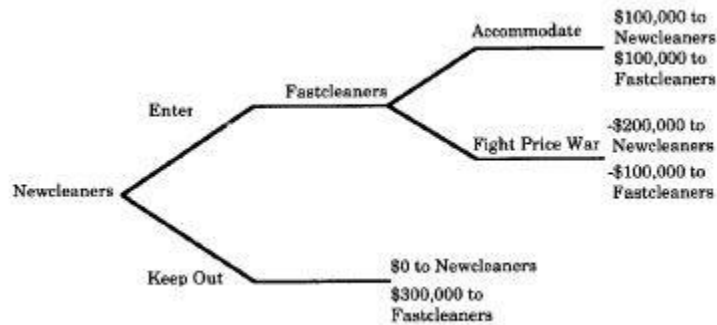 Accommodate
$100,000 to
Newcleaners
$100,000 to
Fastcleaners
Fastcleaners
Enter
Fight Price War
-$200,000 to
Newcleaners
-$100,000 to
Fastcleaners
Newcleaners
Keep Out
$0 to Newcleaners
$300,000 to
Fastcleaners